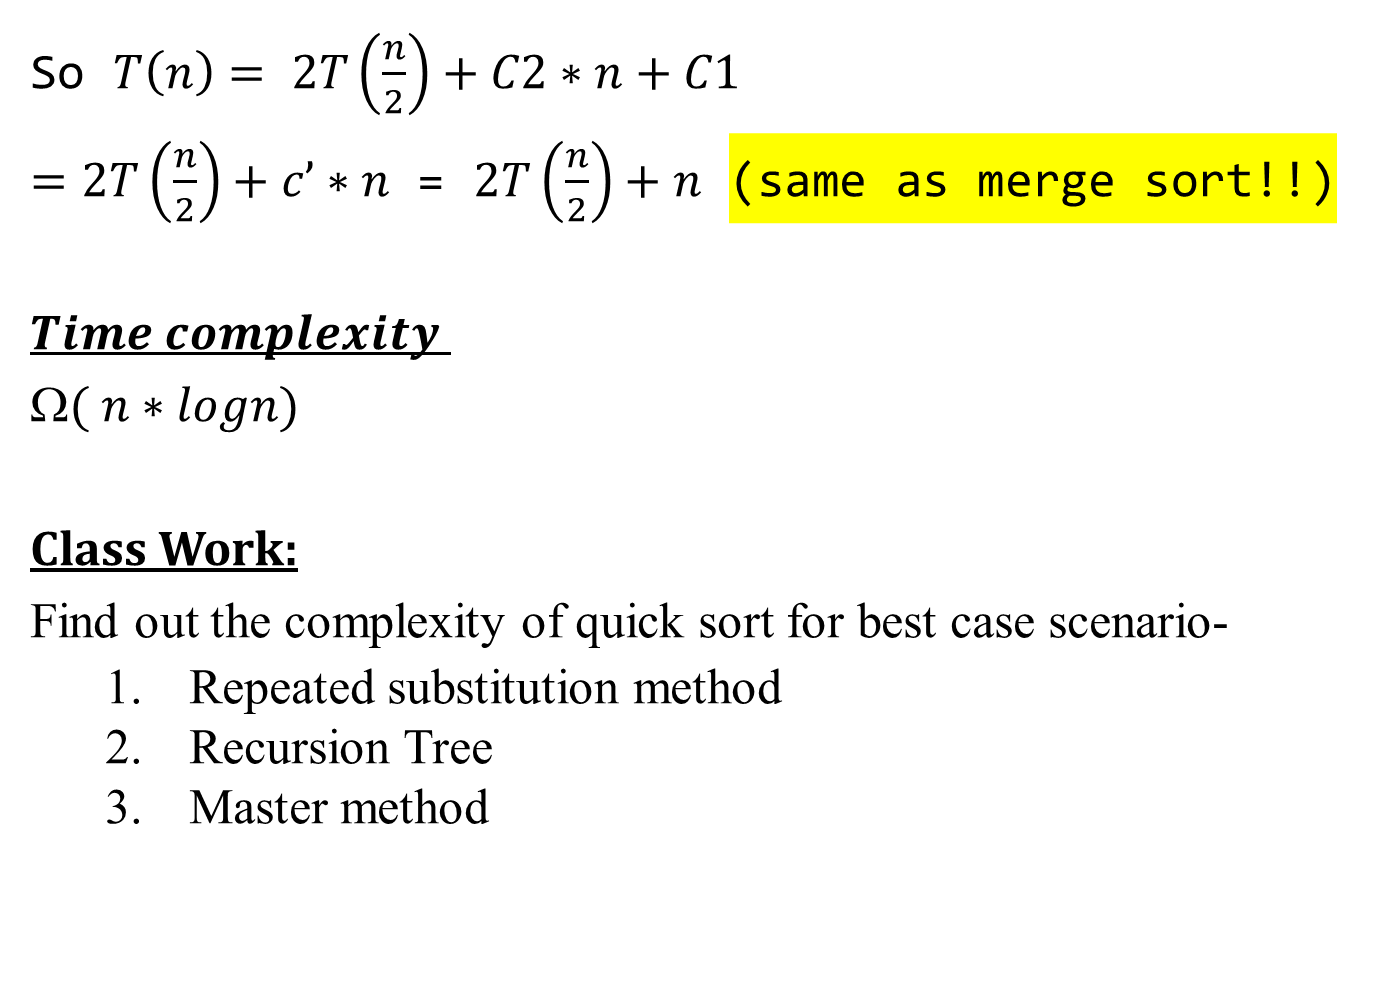 So T(n) = 2T(n/2) + C2 ∗ n + C1
= 2T(n/2) + c’ ∗ n = 2T(n/2) + n (same as merge sort!!)
Time complexity
Ω( n ∗ logn)
Class Work:
Find out the complexity of quick sort for best case scenario-
1. Repeated substitution method
2. Recursion Tree
3. Master method